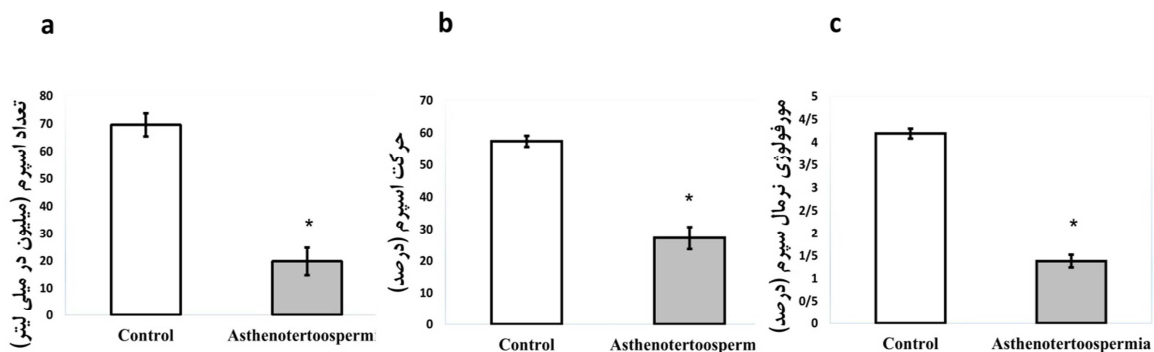 a
تعداد اسپرم (میلیون در میلی لیتر)
80
70
60
50
40
30
20
10
0
*
Control
Asthenotertoospermi
b
حرکت اسپرم (درصد)
70
60
50
40
30
20
10
0
*
Control
Asthenotertoosperm
c
مورفولوژی نرمال سپرم (درصد)
5
4/5
4
3/5
3
2/5
2
1/5
1
0/5
0
*
Control
Asthenotertoospermia